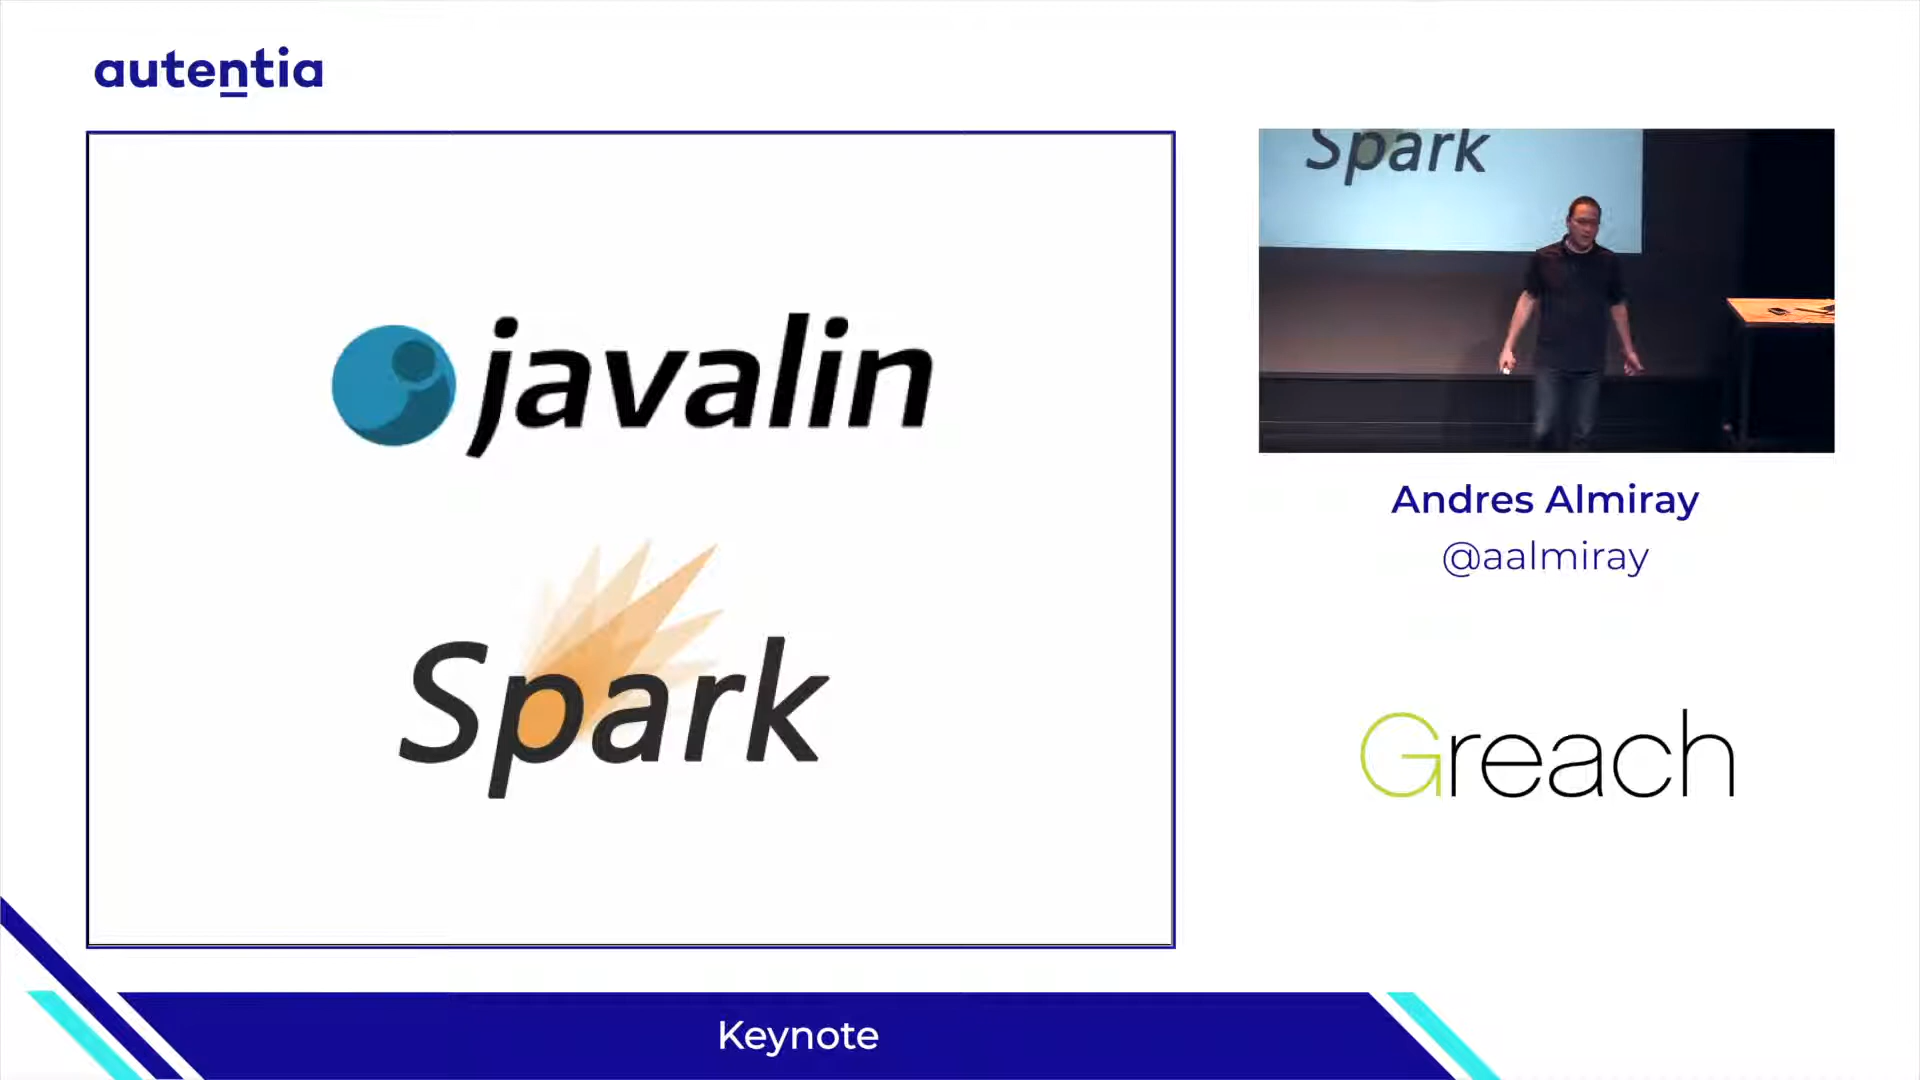 autentia
javalin
Spark
Spark
Andres Almiray
@aalmiray
Greach
Keynote